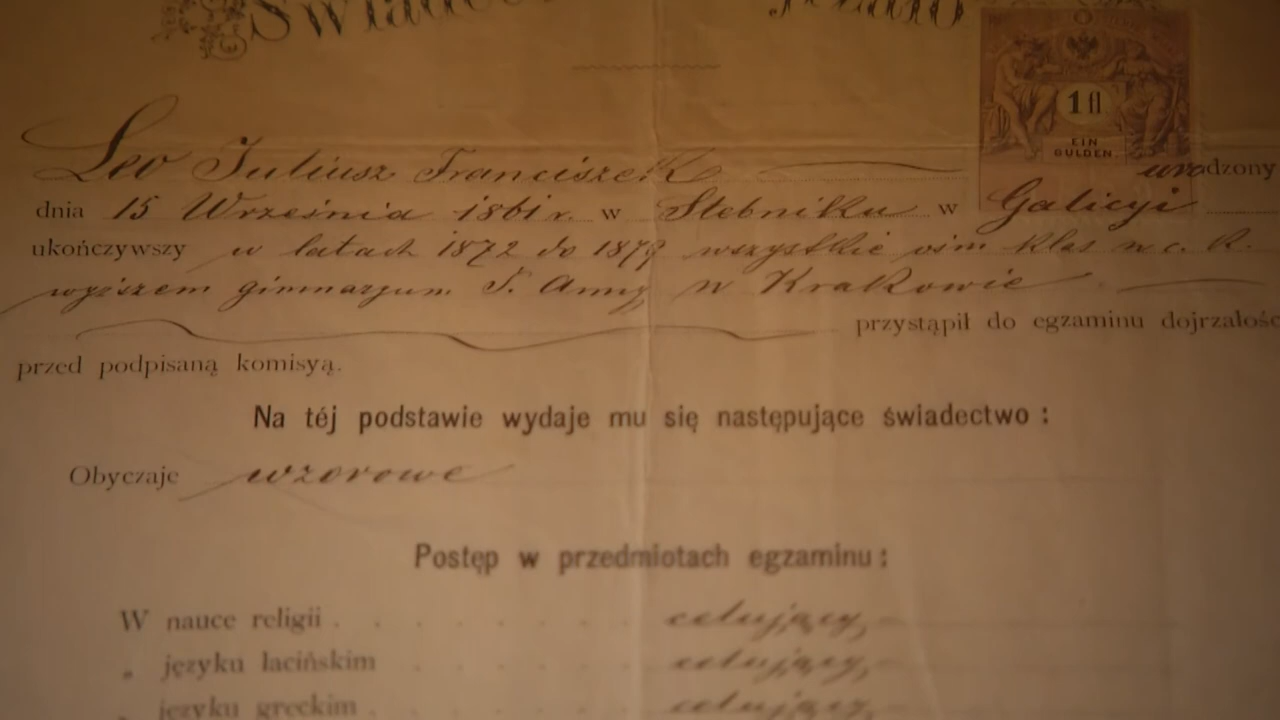 1 fl
EIN
GULDEN.
Leo Juliusz Franciszek urodzony
dnia 15 Września 1861 r. w Stebniku w Galicyi
ukończywszy w latach 1872 do 1879 wszystkie ośm klas w c. k.
wyższem gimnazyum S. Anny w Krakowie
przystąpił do egzaminu dojrzałośc
przed podpisaną komisyą.
Na téj podstawie wydaje mu się następujące świadectwo :
Obyczaje wzorowe
Postęp w przedmiotach egzaminu :
W nauce religii . celujący,
„ języku łacińskim celujący,
„ języku greckim . celujący,